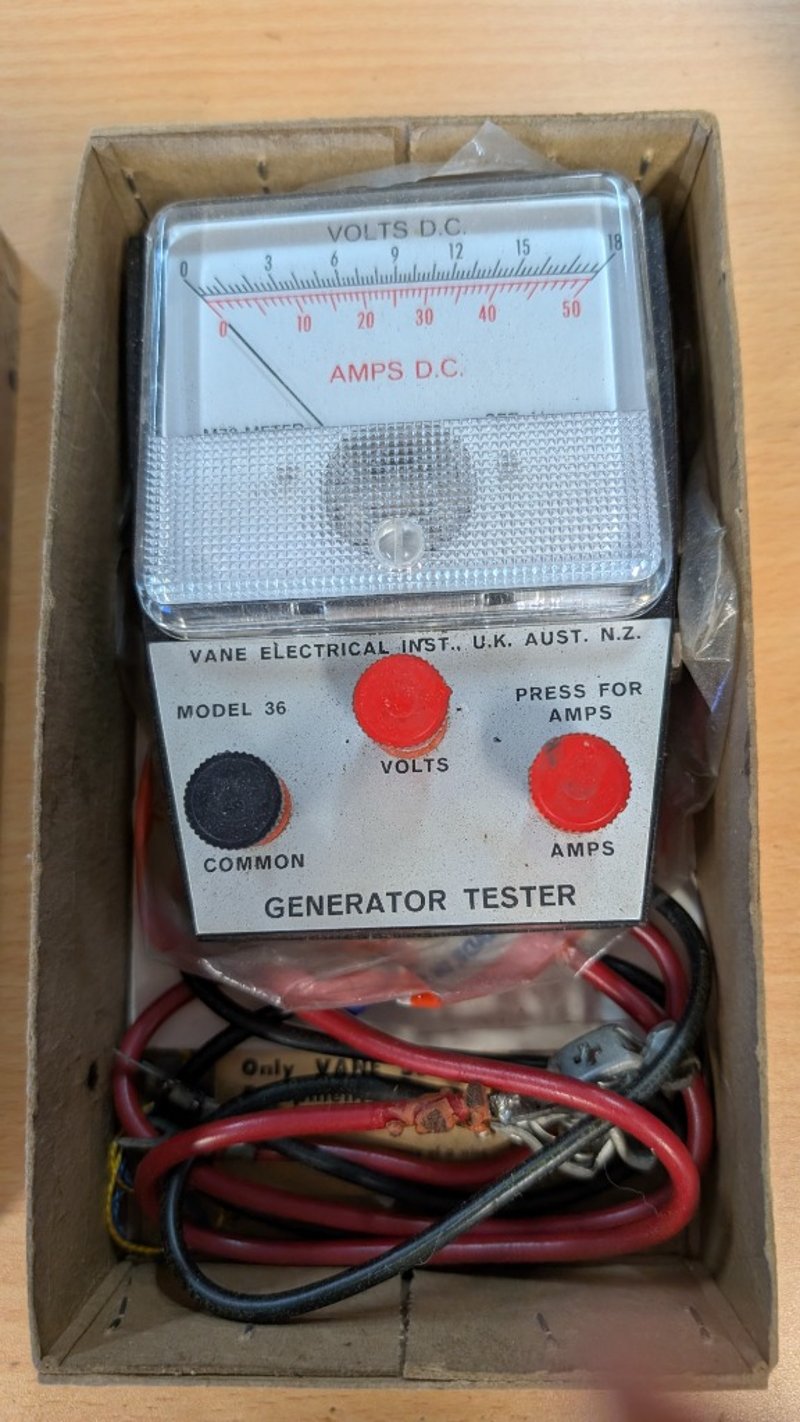 VOLTS D.C.
0 3 6 9 12 15 18
0 10 20 30 40 50
AMPS D.C.
METER
VANE ELECTRICAL INST., U.K. AUST. N.Z.
MODEL 36
PRESS FOR
AMPS
VOLTS
COMMON
AMPS
GENERATOR TESTER
Only VANE